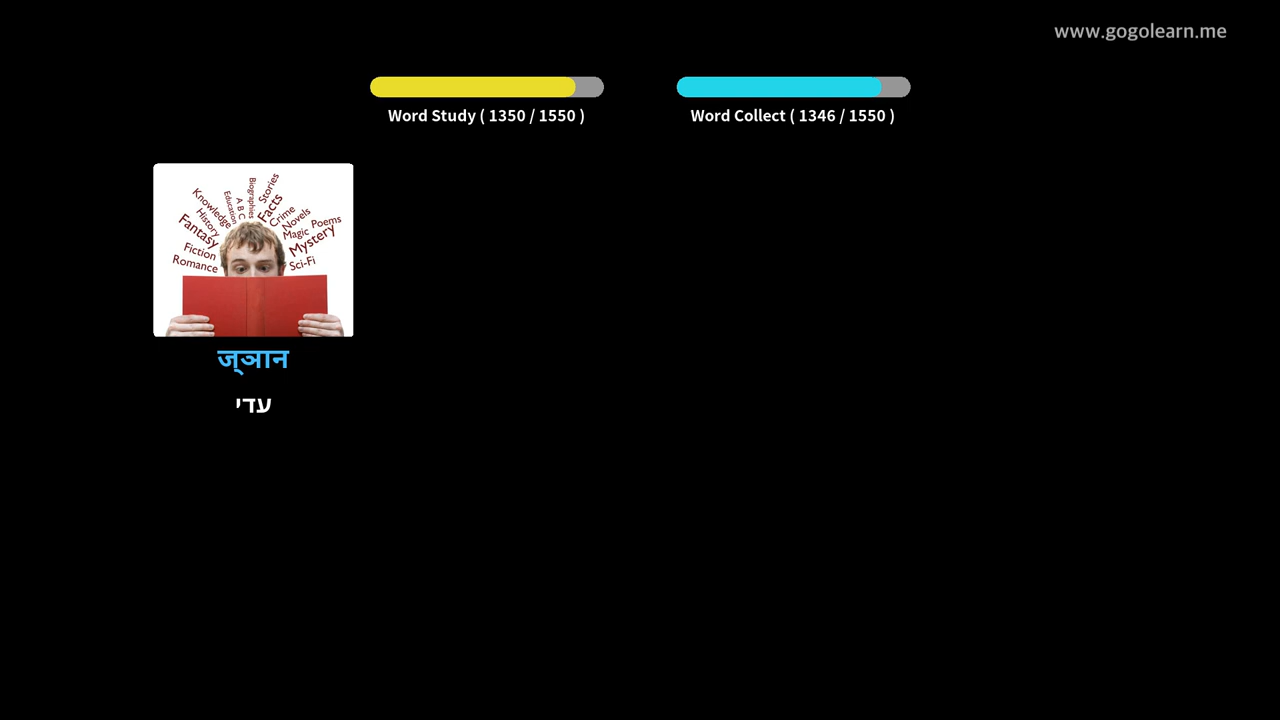 www.gogolearn.me
Word Study ( 1350 / 1550 )
Word Collect ( 1346 / 1550 )
Knowledge
History
Fantasy
Fiction
Romance
Education
A B C
Biographies
Stories
Facts
Crime
Novels
Magic
Poems
Mystery
Sci-Fi
ज्ञान
עדי